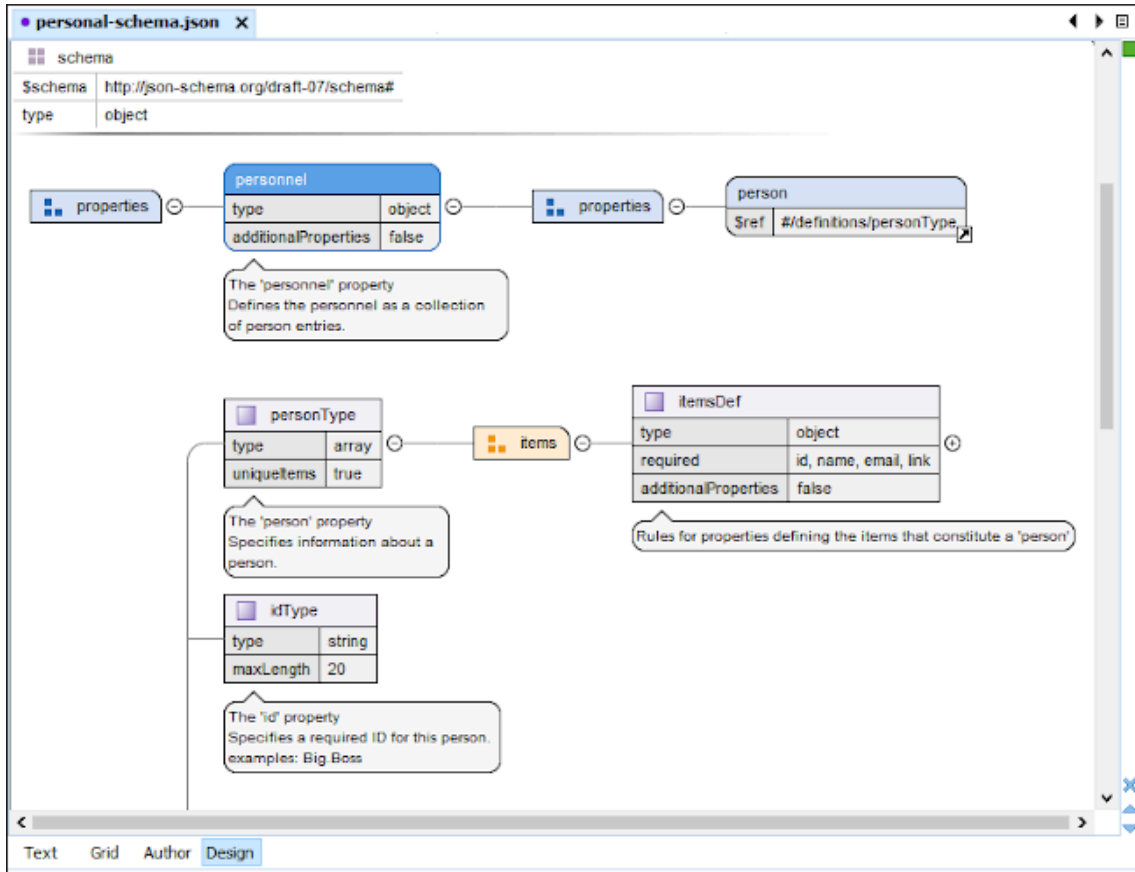 personal-schema.json
schema
$schema http://json-schema.org/draft-07/schema#
type object
properties
personnel
type object
additionalProperties false
properties
person
$ref #/definitions/personType
The 'personnel' property
Defines the personnel as a collection
of person entries.
personType
type array
uniqueItems true
items
itemsDef
type object
required id, name, email, link
additionalProperties false
The 'person' property
Specifies information about a
person.
Rules for properties defining the items that constitute a 'person'
idType
type string
maxLength 20
The 'id' property
Specifies a required ID for this person.
examples: Big.Boss
Text Grid Author Design